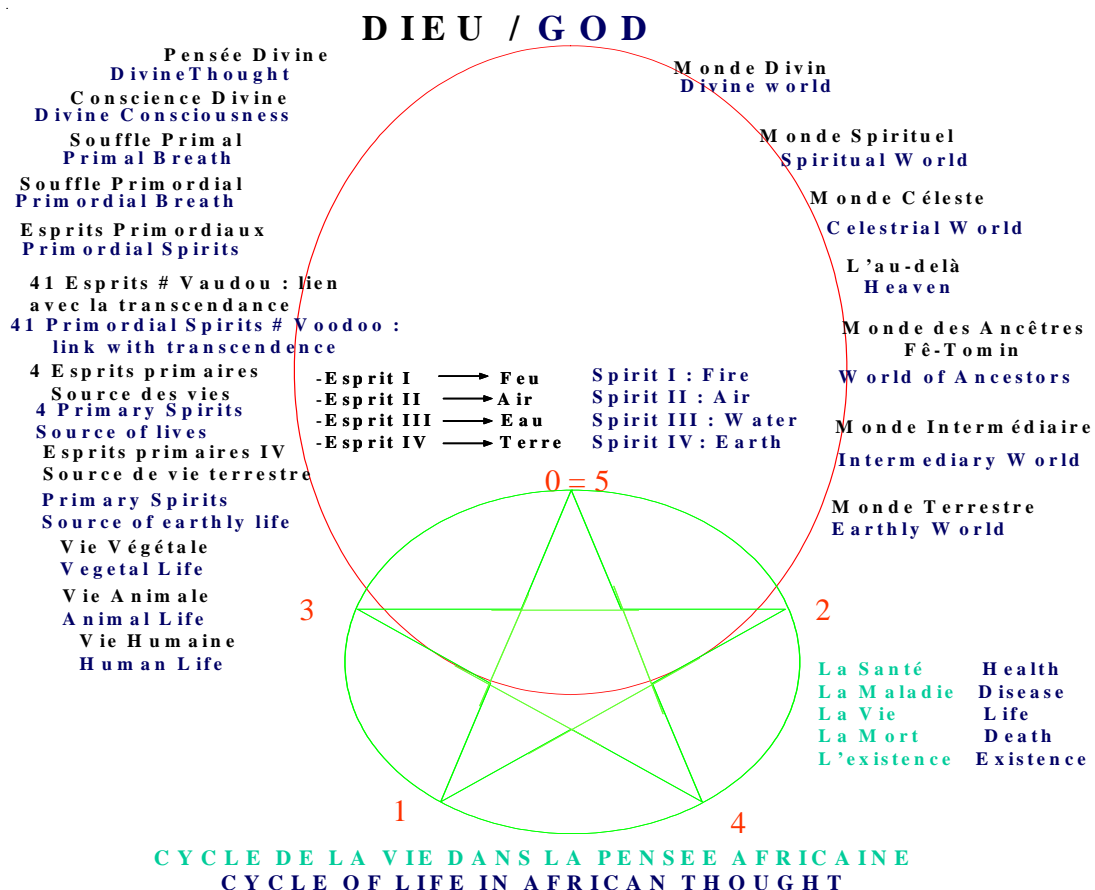 DIEU / GOD
Pensée Divine
DivineThought
Conscience Divine
Divine Consciousness
Souffle Primal
Primal Breath
Souffle Primordial
Primordial Breath
Esprits Primordiaux
Primordial Spirits
41 Esprits # Vaudou : lien
avec la transcendance
41 Primordial Spirits # Voodoo :
link with transcendence
4 Esprits primaires
Source des vies
4 Primary Spirits
Source of lives
Esprits primaires IV
Source de vie terrestre
Primary Spirits
Source of earthly life
Vie Végétale
Vegetal Life
Vie Animale
Animal Life
Vie Humaine
Human Life
-Esprit I → Feu
-Esprit II → Air
-Esprit III → Eau
-Esprit IV → Terre
Spirit I : Fire
Spirit II : Air
Spirit III : Water
Spirit IV : Earth
Monde Divin
Divine world
Monde Spirituel
Spiritual World
Monde Céleste
Celestrial World
L'au-delà
Heaven
Monde des Ancêtres
Fê-Tomin
World of Ancestors
Monde Intermédiaire
Intermediary World
Monde Terrestre
Earthly World
0 = 5
3
2
1
4
La Santé Health
La Maladie Disease
La Vie Life
La Mort Death
L'existence Existence
CYCLE DE LA VIE DANS LA PENSEE AFRICAINE
CYCLE OF LIFE IN AFRICAN THOUGHT